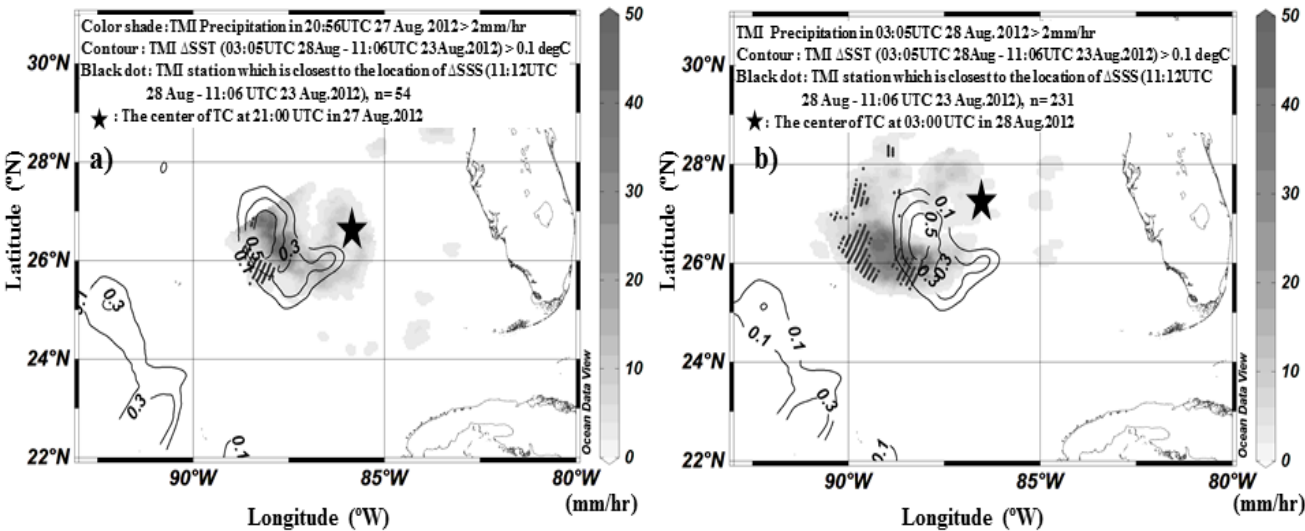 Color shade : TMI Precipitation in 20:56UTC 27 Aug. 2012 > 2mm/hr
Contour : TMI ΔSST (03:05UTC 28Aug - 11:06UTC 23Aug.2012) > 0.1 degC
Black dot : TMI station which is closest to the location of ΔSSS (11:12UTC
28 Aug - 11:06 UTC 23 Aug.2012), n= 54
★ : The center of TC at 21:00 UTC in 27 Aug.2012
a)
30°N
28°N
26°N
24°N
22°N
Latitude (°N)
90°W
85°W
80°W
Longitude (°W)
0.5
0.3
0.3
0.3
0.1
50
40
30
20
10
0
(mm/hr)
Ocean Data View
TMI Precipitation in 03:05UTC 28 Aug. 2012 > 2mm/hr
Contour : TMI ΔSST (03:05UTC 28Aug - 11:06UTC 23Aug.2012) > 0.1 degC
Black dot : TMI station which is closest to the location of ΔSSS (11:12UTC
28 Aug - 11:06 UTC 23 Aug.2012), n= 231
★: The center of TC at 03:00 UTC in 28 Aug.2012
b)
30°N
28°N
26°N
24°N
22°N
Latitude (°N)
90°W
85°W
80°W
Longitude (°W)
0.1
0.5
0.3
0.3
0.1
0.1
0.3
50
40
30
20
10
0
(mm/hr)
Ocean Data View